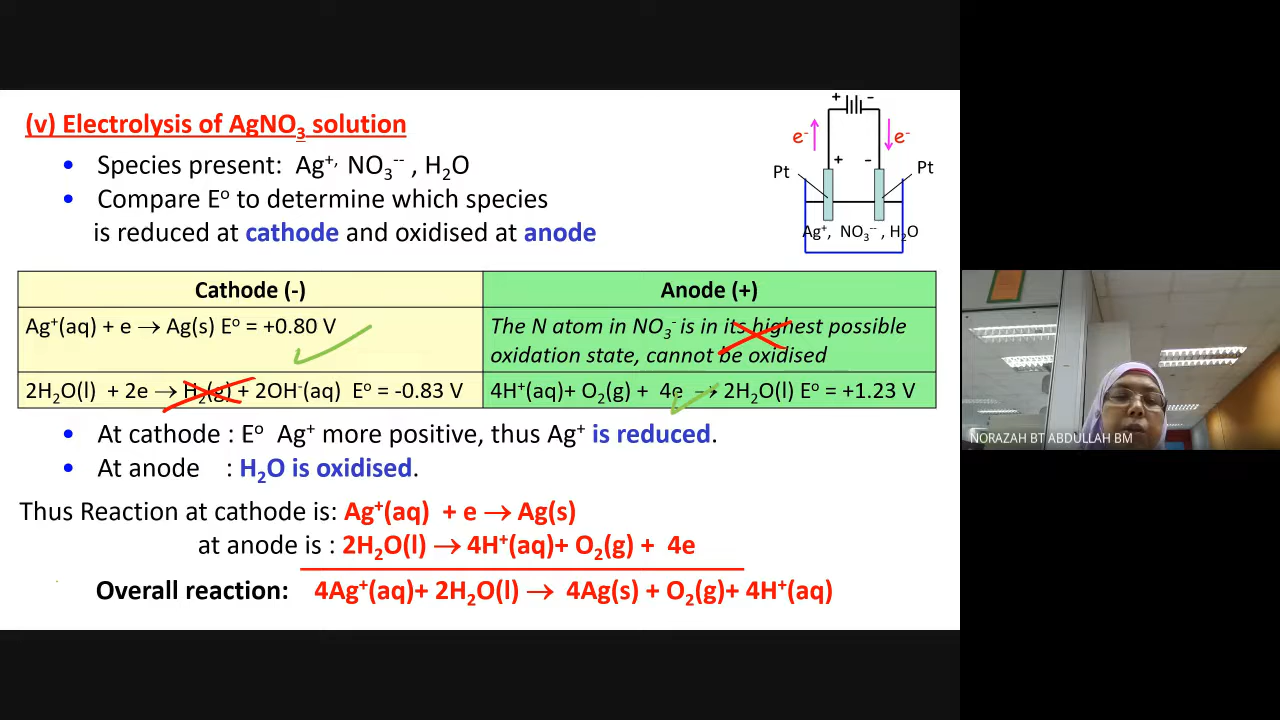 (v) Electrolysis of AgNO₃ solution
• Species present: Ag⁺, NO₃⁻⁻ , H₂O
• Compare Eᵒ to determine which species
is reduced at cathode and oxidised at anode
+ -
e⁻ e⁻
+ -
Pt Pt
Ag⁺, NO₃⁻⁻ , H₂O
Cathode (-) Anode (+)
Ag⁺(aq) + e → Ag(s) Eᵒ = +0.80 V
The N atom in NO₃⁻ is in its highest possible
oxidation state, cannot be oxidised
2H₂O(l) + 2e → H₂(g) + 2OH⁻(aq) Eᵒ = -0.83 V
4H⁺(aq)+ O₂(g) + 4e → 2H₂O(l) Eᵒ = +1.23 V
• At cathode : Eᵒ Ag⁺ more positive, thus Ag⁺ is reduced.
• At anode : H₂O is oxidised.
Thus Reaction at cathode is: Ag⁺(aq) + e → Ag(s)
at anode is : 2H₂O(l) → 4H⁺(aq)+ O₂(g) + 4e
Overall reaction: 4Ag⁺(aq)+ 2H₂O(l) → 4Ag(s) + O₂(g)+ 4H⁺(aq)
NORAZAH BT ABDULLAH BM